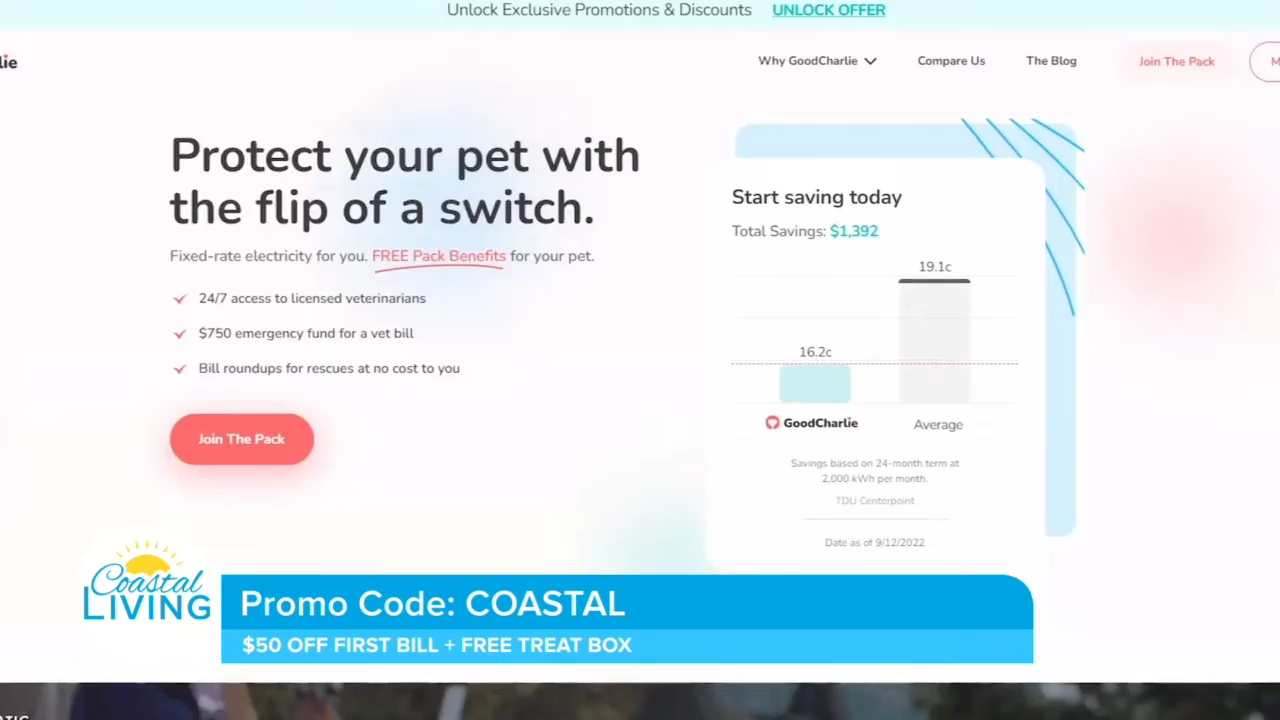 Unlock Exclusive Promotions & Discounts UNLOCK OFFER
lie Why GoodCharlie Compare Us The Blog Join The Pack M
Protect your pet with
the flip of a switch.
Fixed-rate electricity for you. FREE Pack Benefits for your pet.
24/7 access to licensed veterinarians
$750 emergency fund for a vet bill
Bill roundups for rescues at no cost to you
Join The Pack
Start saving today
Total Savings: $1,392
19.1c
16.2c
GoodCharlie Average
Savings based on 24-month term at
2,000 kWh per month.
TDU Centerpoint
Date as of 9/12/2022
Coastal
LIVING
Promo Code: COASTAL
$50 OFF FIRST BILL + FREE TREAT BOX